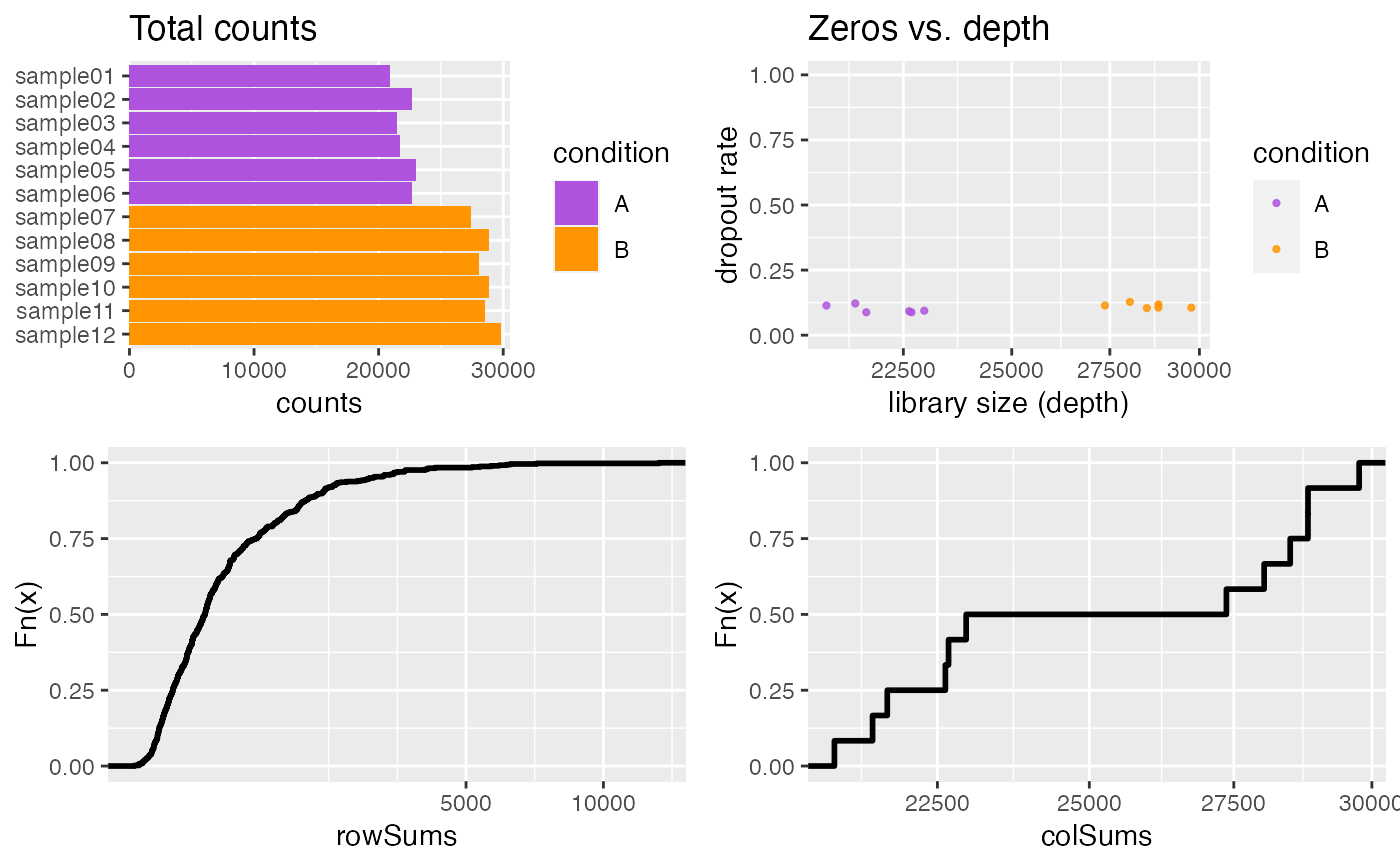 Total counts
sample01
sample02
sample03
sample04
sample05
sample06
sample07
sample08
sample09
sample10
sample11
sample12
0 10000 20000 30000
counts
condition
A
B
Zeros vs. depth
1.00
0.75
0.50
0.25
0.00
dropout rate
22500 25000 27500 30000
library size (depth)
condition
A
B
1.00
0.75
0.50
0.25
0.00
Fn(x)
5000 10000
rowSums
1.00
0.75
0.50
0.25
0.00
Fn(x)
22500 25000 27500 30000
colSums